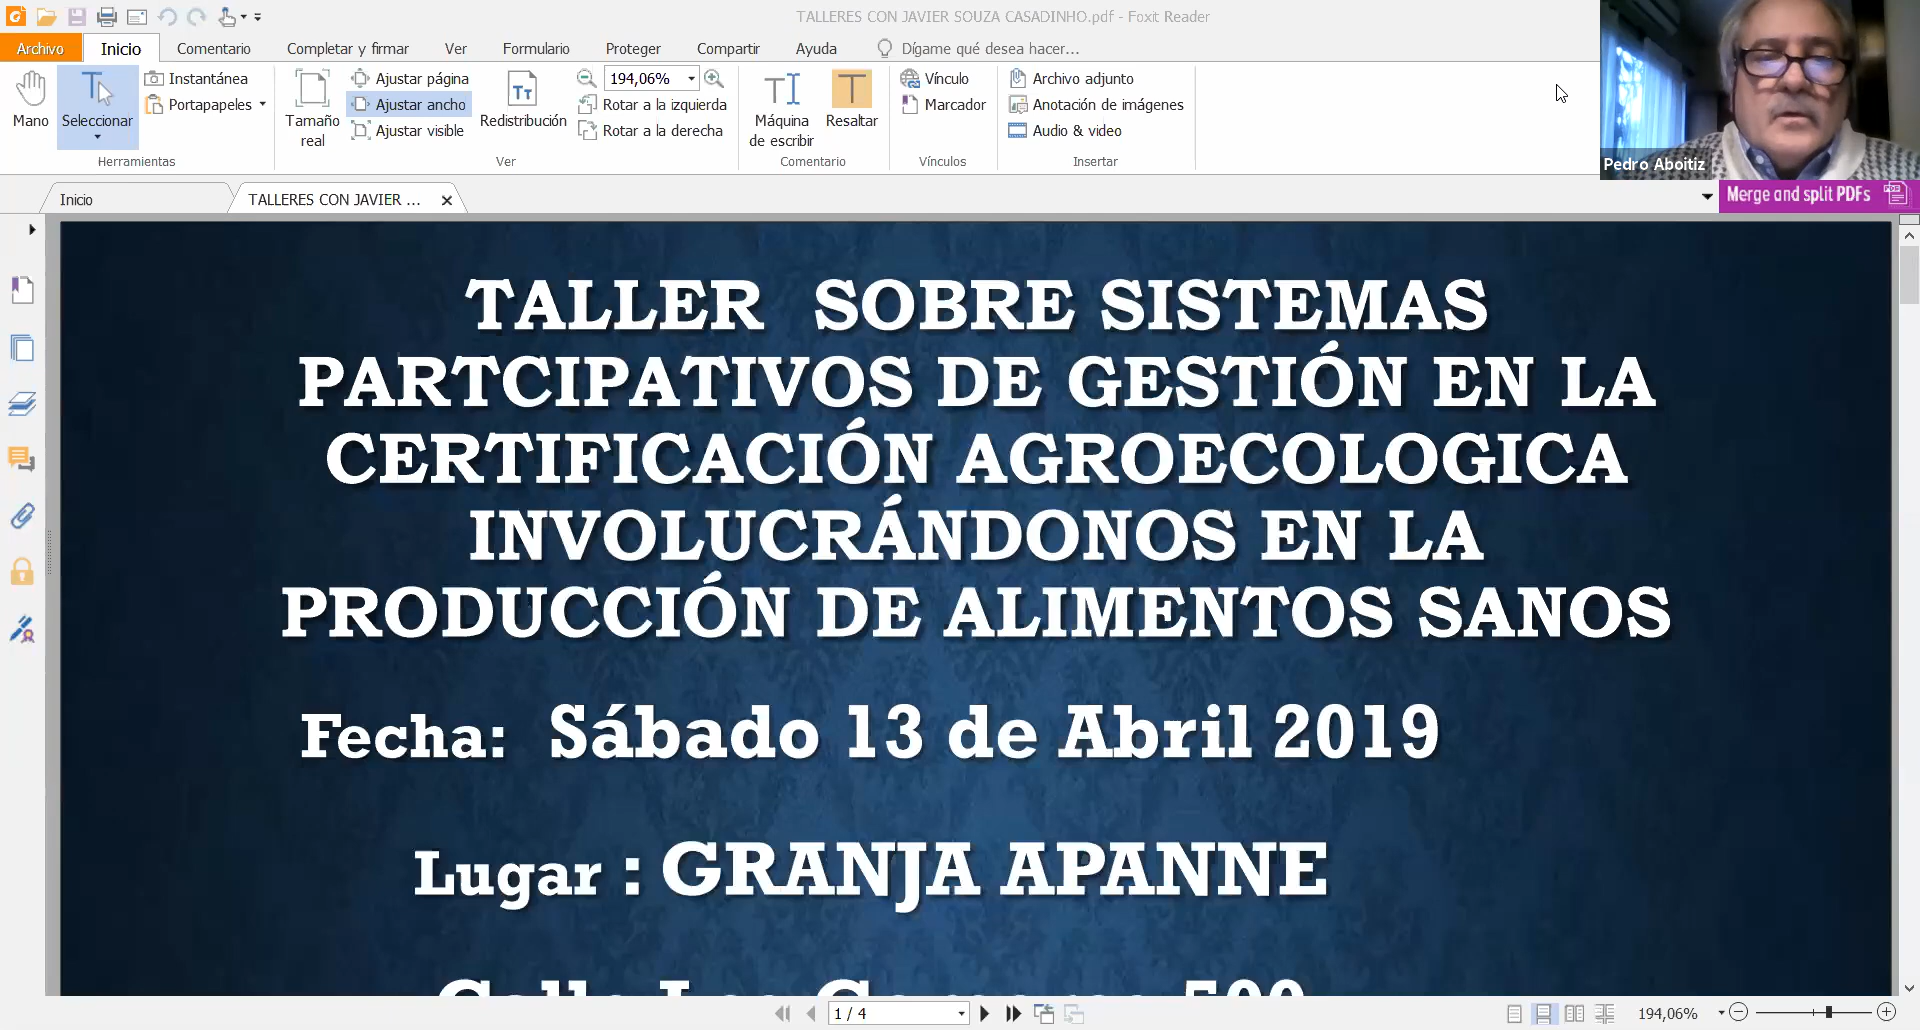 TALLERES CON JAVIER SOUZA CASADINHO.pdf - Foxit Reader
Archivo
Inicio
Comentario
Completar y firmar
Ver
Formulario
Proteger
Compartir
Ayuda
Dígame qué desea hacer...
Mano
Seleccionar
Instantánea
Portapapeles
Herramientas
Tamaño
real
Ajustar página
Ajustar ancho
Ajustar visible
Redistribución
194,06%
Rotar a la izquierda
Rotar a la derecha
Ver
Máquina
de escribir
Resaltar
Comentario
Vínculo
Marcador
Vínculos
Archivo adjunto
Anotación de imágenes
Audio & video
Insertar
Pedro Aboitiz
Inicio
TALLERES CON JAVIER ...
Merge and split PDFs
TALLER SOBRE SISTEMAS
PARTCIPATIVOS DE GESTIÓN EN LA
CERTIFICACIÓN AGROECOLOGICA
INVOLUCRÁNDONOS EN LA
PRODUCCIÓN DE ALIMENTOS SANOS
Fecha: Sábado 13 de Abril 2019
Lugar : GRANJA APANNE
1 / 4
194,06%